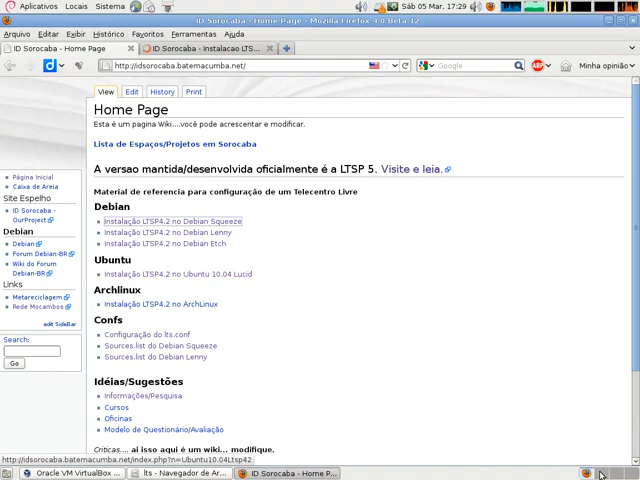 Aplicativos Locais Sistema Sáb 05 Mar, 17:29
ID Sorocaba - Home Page - Mozilla Firefox 4.0 Beta 12
Arquivo Editar Exibir Histórico Favoritos Ferramentas Ajuda
ID Sorocaba - Home Page ID Sorocaba - Instalacao LTS...
http://idsorocaba.batemacumba.net/ Google ABP Minha opinião
View Edit History Print
Home Page
Esta é um pagina Wiki....você pode acrescentar e modificar.
Lista de Espaços/Projetos em Sorocaba
A versao mantida/desenvolvida oficialmente é a LTSP 5. Visite e leia.
Material de referencia para configuração de um Telecentro Livre
Debian
Instalação LTSP4.2 no Debian Squeeze
Instalação LTSP4.2 no Debian Lenny
Instalação LTSP4.2 no Debian Etch
Ubuntu
Instalação LTSP4.2 no Ubuntu 10.04 Lucid
Archlinux
Instalação LTSP4.2 no ArchLinux
Confs
Configuração do lts.conf
Sources.list do Debian Squeeze
Sources.list do Debian Lenny
Idéias/Sugestões
Informações/Pesquisa
Cursos
Oficinas
Modelo de Questionário/Avaliação
Criticas.... ai isso aqui é um wiki... modifique.
Página Inicial
Caixa de Areia
Site Espelho
ID Sorocaba -
OurProject
Debian
Debian
Forum Debian-BR
Wiki do Forum
Debian-BR
Links
Metareciclagem
Rede Mocambos
edit SideBar
Search:
Go
http://idsorocaba.batemacumba.net/index.php?n=Ubuntu10.04Ltsp42
Oracle VM VirtualBox ... lts - Navegador de Ar... ID Sorocaba - Home P...